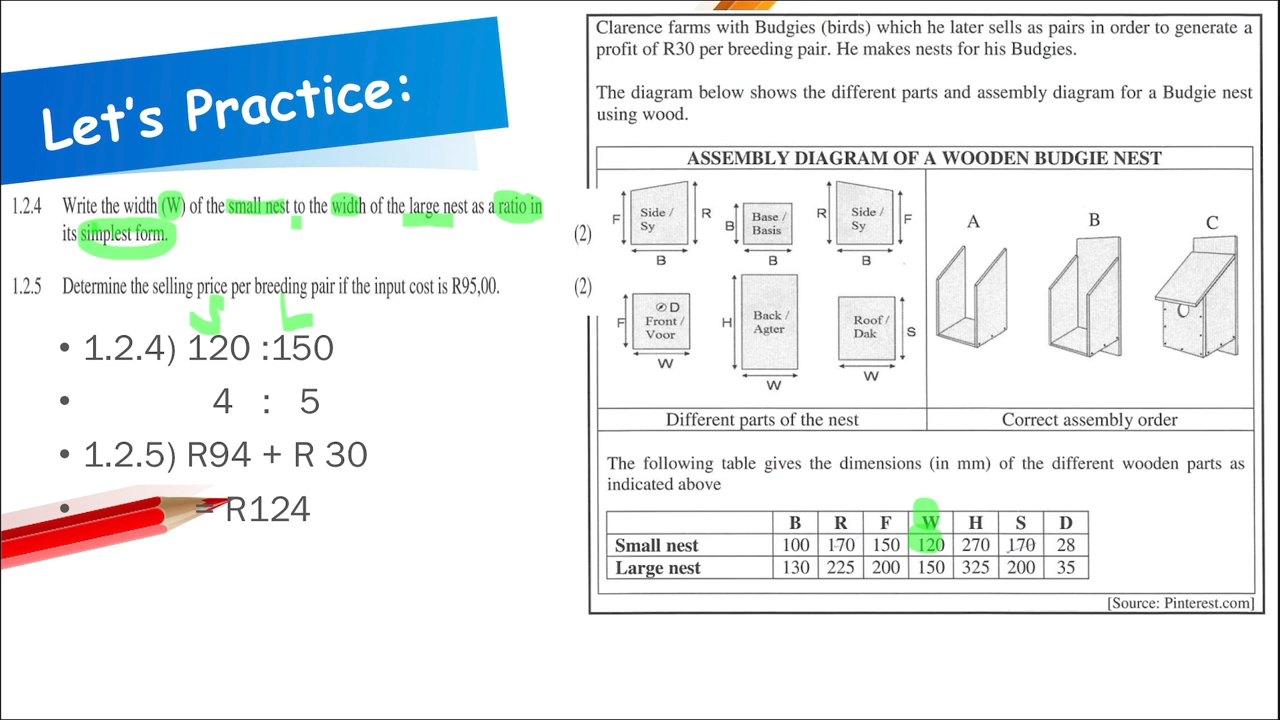 Let's Practice:
1.2.4 Write the width (W) of the small nest to the width of the large nest as a ratio in
its simplest form. (2)
1.2.5 Determine the selling price per breeding pair if the input cost is R95,00. (2)
S L
• 1.2.4) 120 :150
• 4 : 5
• 1.2.5) R94 + R 30
• = R124
Clarence farms with Budgies (birds) which he later sells as pairs in order to generate a
profit of R30 per breeding pair. He makes nests for his Budgies.
The diagram below shows the different parts and assembly diagram for a Budgie nest
using wood.
ASSEMBLY DIAGRAM OF A WOODEN BUDGIE NEST
F Side / Sy R B
B Base / Basis B
R Side / Sy F B
F D Front / Voor W
H Back / Agter W
Roof / Dak S W
A B C
Different parts of the nest Correct assembly order
The following table gives the dimensions (in mm) of the different wooden parts as
indicated above
B R F W H S D
Small nest 100 170 150 120 270 170 28
Large nest 130 225 200 150 325 200 35
[Source: Pinterest.com]